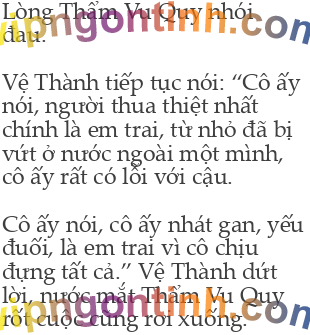 Lòng Thẩm Vu Quy nhói
đau.
Vệ Thành tiếp tục nói: “Cô ấy
nói, người thua thiệt nhất
chính là em trai, từ nhỏ đã bị
vứt ở nước ngoài một mình,
cô ấy rất có lỗi với cậu.
Cô ấy nói, cô ấy nhát gan, yếu
đuối, là em trai vì cô chịu
đựng tất cả.” Vệ Thành dứt
lời, nước mắt Thẩm Vu Quy
rốt cuộc cũng rơi xuống.
vipngontinh.com
vipngontinh.com